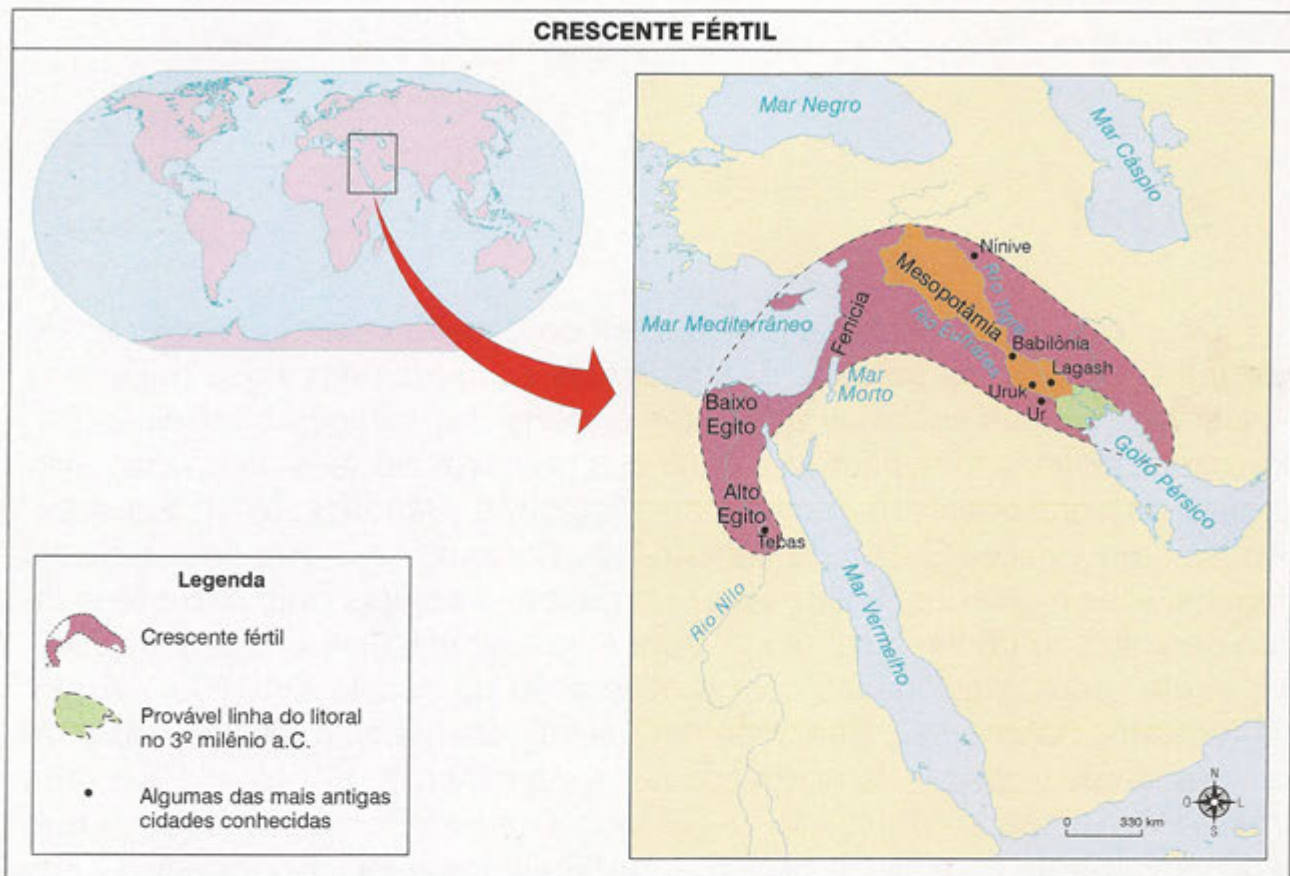 CRESCENTE FÉRTIL
Mar Negro
Mar Cáspio
Nínive
Mesopotâmia
Rio Tigre
Rio Eufrates
Mar Mediterrâneo
Fenícia
Babilônia
Lagash
Uruk
Ur
Mar
Morto
Baixo
Egito
Golfo Pérsico
Alto
Egito
Tebas
Rio Nilo
Mar Vermelho
Legenda
Crescente fértil
Provável linha do litoral
no 3º milênio a.C.
Algumas das mais antigas
cidades conhecidas
N
O
L
S
0 330 km